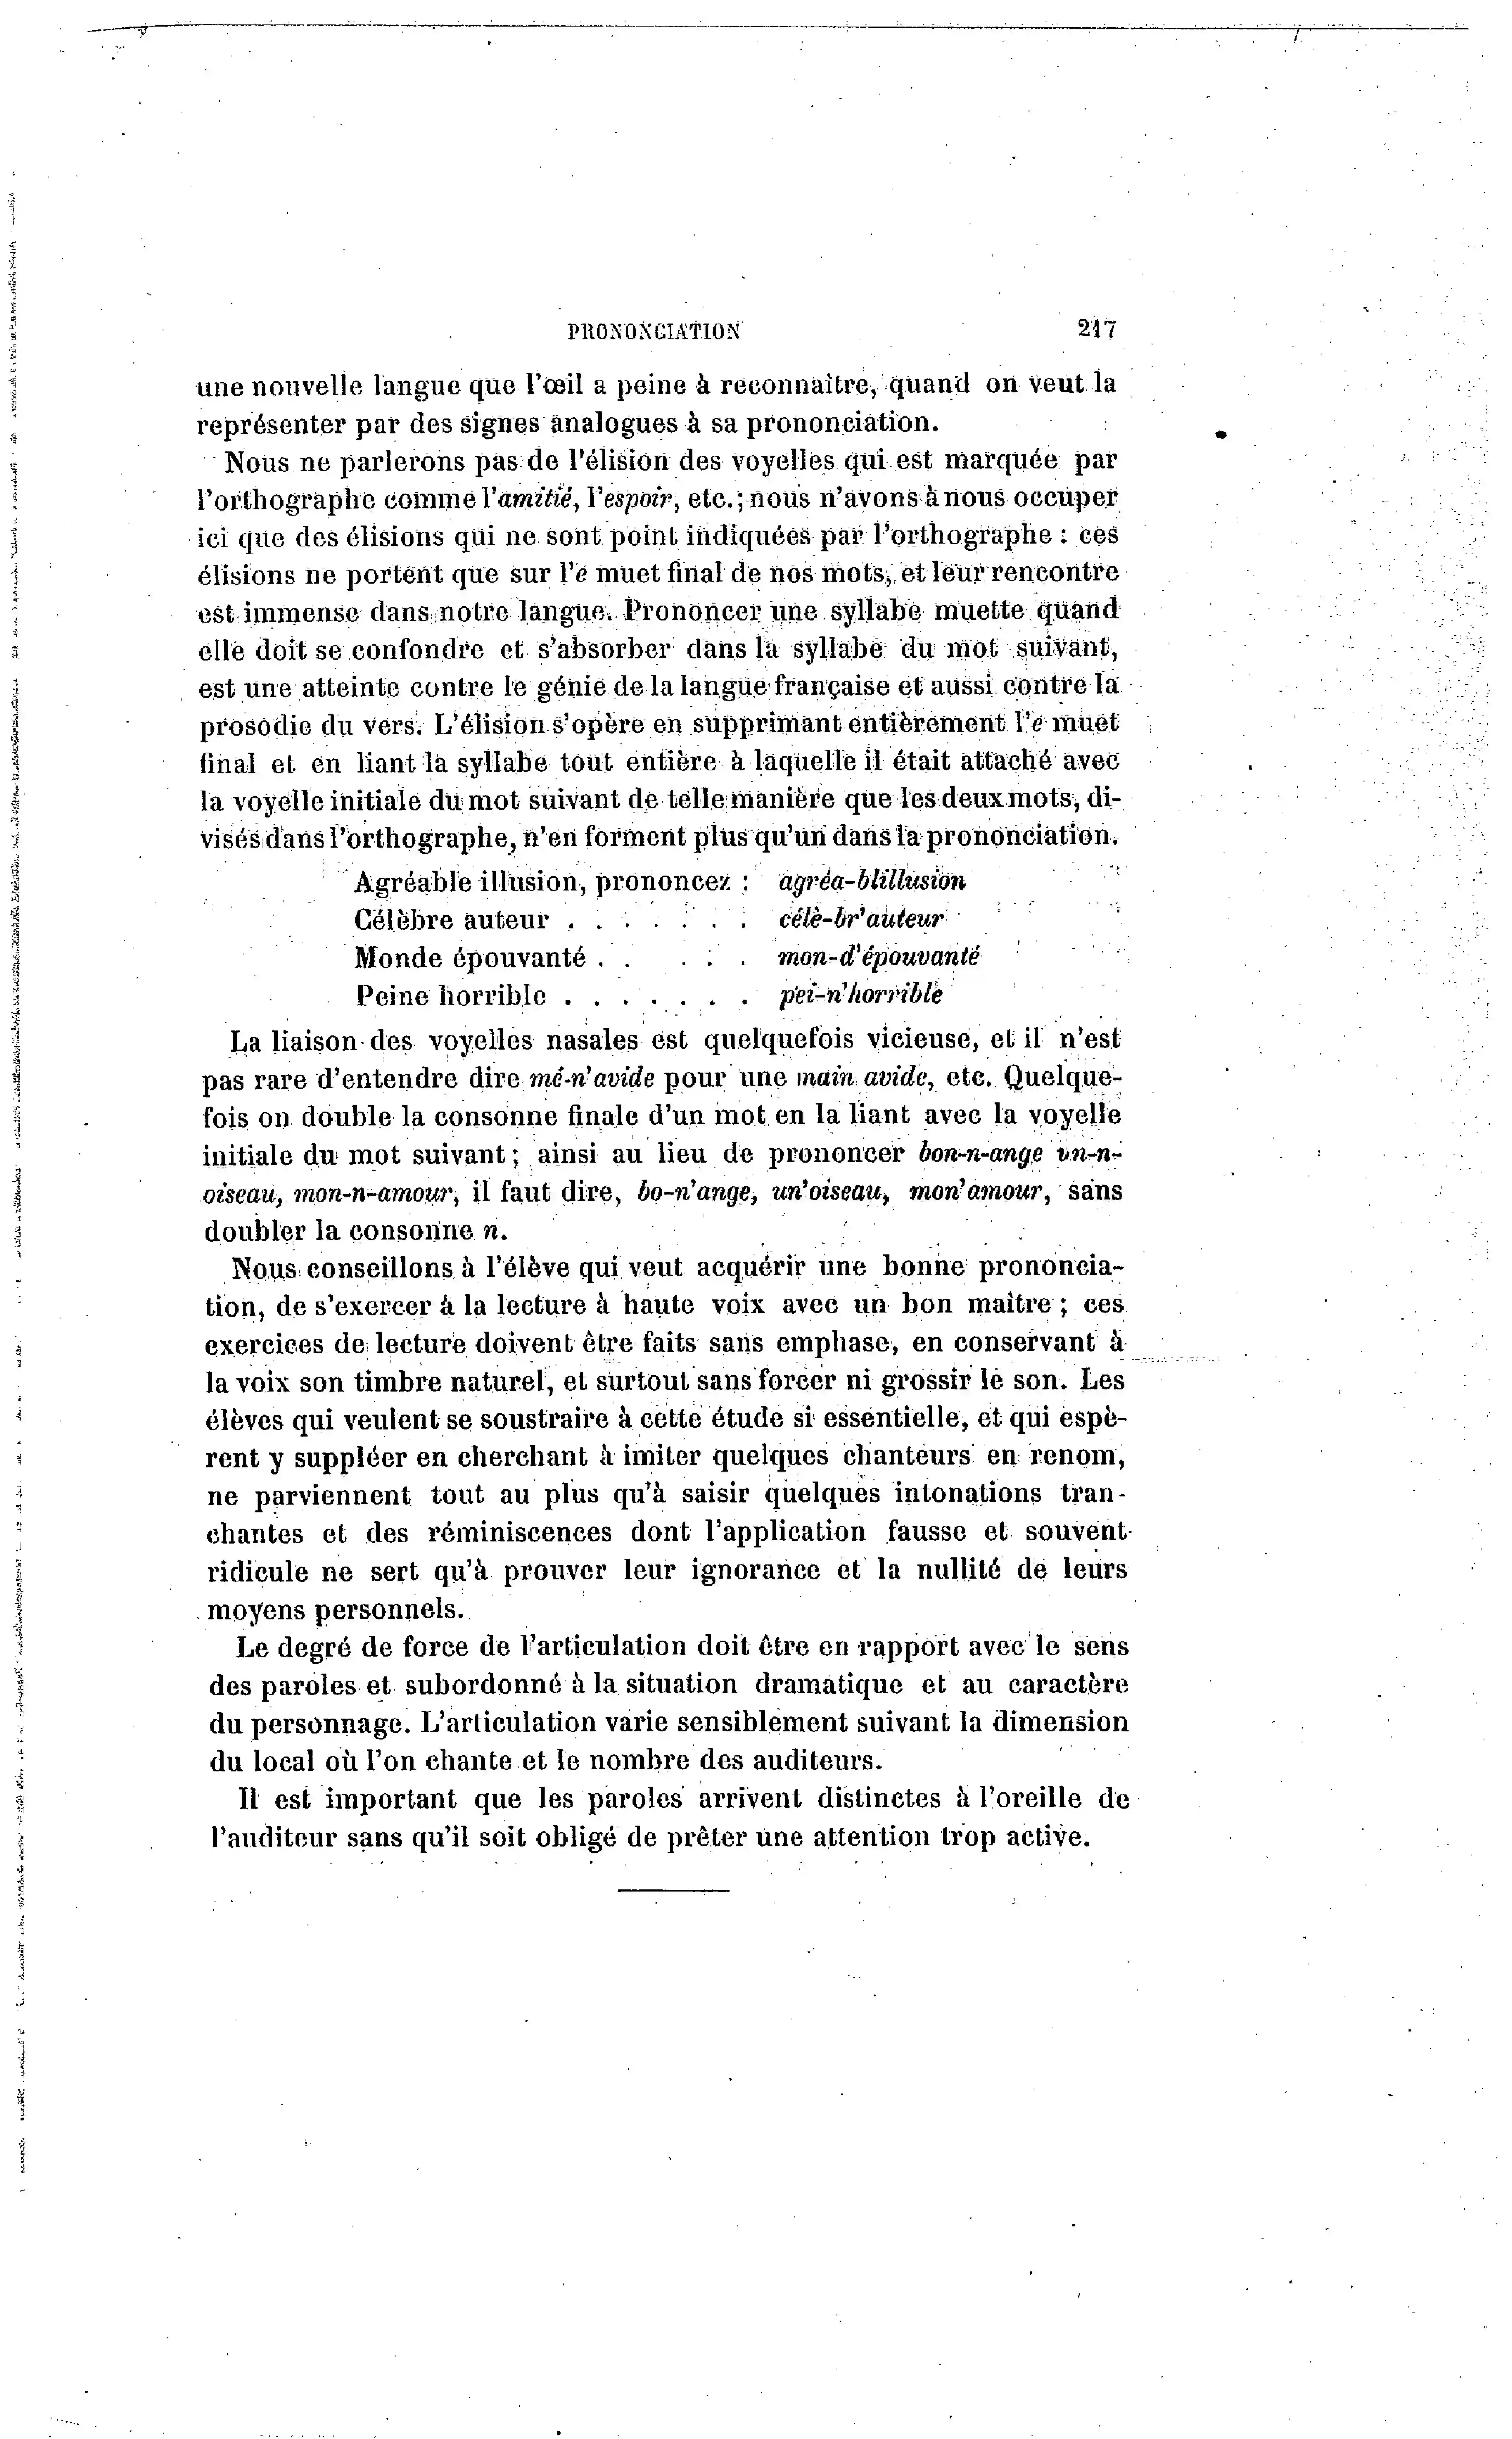 PRONONCIATION 217
une nouvelle langue que l'œil a peine à reconnaître, quand on veut la
représenter par des signes analogues à sa prononciation.
Nous ne parlerons pas de l'élision des voyelles qui est marquée par
l'orthographe comme l'amitié, l'espoir, etc. ; nous n'avons à nous occuper
ici que des élisions qui ne sont point indiquées par l'orthographe : ces
élisions ne portent que sur l'e muet final de nos mots, et leur rencontre
est immense dans notre langue. Prononcer une syllabe muette quand
elle doit se confondre et s'absorber dans la syllabe du mot suivant,
est une atteinte contre le génie de la langue française et aussi contre la
prosodie du vers. L'élision s'opère en supprimant entièrement l'e muet
final et en liant la syllabe tout entière à laquelle il était attaché avec
la voyelle initiale du mot suivant de telle manière que les deux mots, di-
visés dans l'orthographe, n'en forment plus qu'un dans la prononciation.
Agréable illusion, prononcez : agréa-blillusion
Célèbre auteur . . . . . . . célè-br'auteur
Monde épouvanté . . . . . mon-d'épouvanté
Peine horrible . . . . . . . pei-n'horrible
La liaison des voyelles nasales est quelquefois vicieuse, et il n'est
pas rare d'entendre dire mé-n'avide pour une main avide, etc. Quelque-
fois on double la consonne finale d'un mot en la liant avec la voyelle
initiale du mot suivant ; ainsi au lieu de prononcer bon-n-ange un-n-
oiseau, mon-n-amour, il faut dire, bo-n'ange, un'oiseau, mon'amour, sans
doubler la consonne n.
Nous conseillons à l'élève qui veut acquérir une bonne prononcia-
tion, de s'exercer à la lecture à haute voix avec un bon maître ; ces
exercices de lecture doivent être faits sans emphase, en conservant à
la voix son timbre naturel, et surtout sans forcer ni grossir le son. Les
élèves qui veulent se soustraire à cette étude si essentielle, et qui espè-
rent y suppléer en cherchant à imiter quelques chanteurs en renom,
ne parviennent tout au plus qu'à saisir quelques intonations tran-
chantes et des réminiscences dont l'application fausse et souvent
ridicule ne sert qu'à prouver leur ignorance et la nullité de leurs
moyens personnels.
Le degré de force de l'articulation doit être en rapport avec le sens
des paroles et subordonné à la situation dramatique et au caractère
du personnage. L'articulation varie sensiblement suivant la dimension
du local où l'on chante et le nombre des auditeurs.
Il est important que les paroles arrivent distinctes à l'oreille de
l'auditeur sans qu'il soit obligé de prêter une attention trop active.